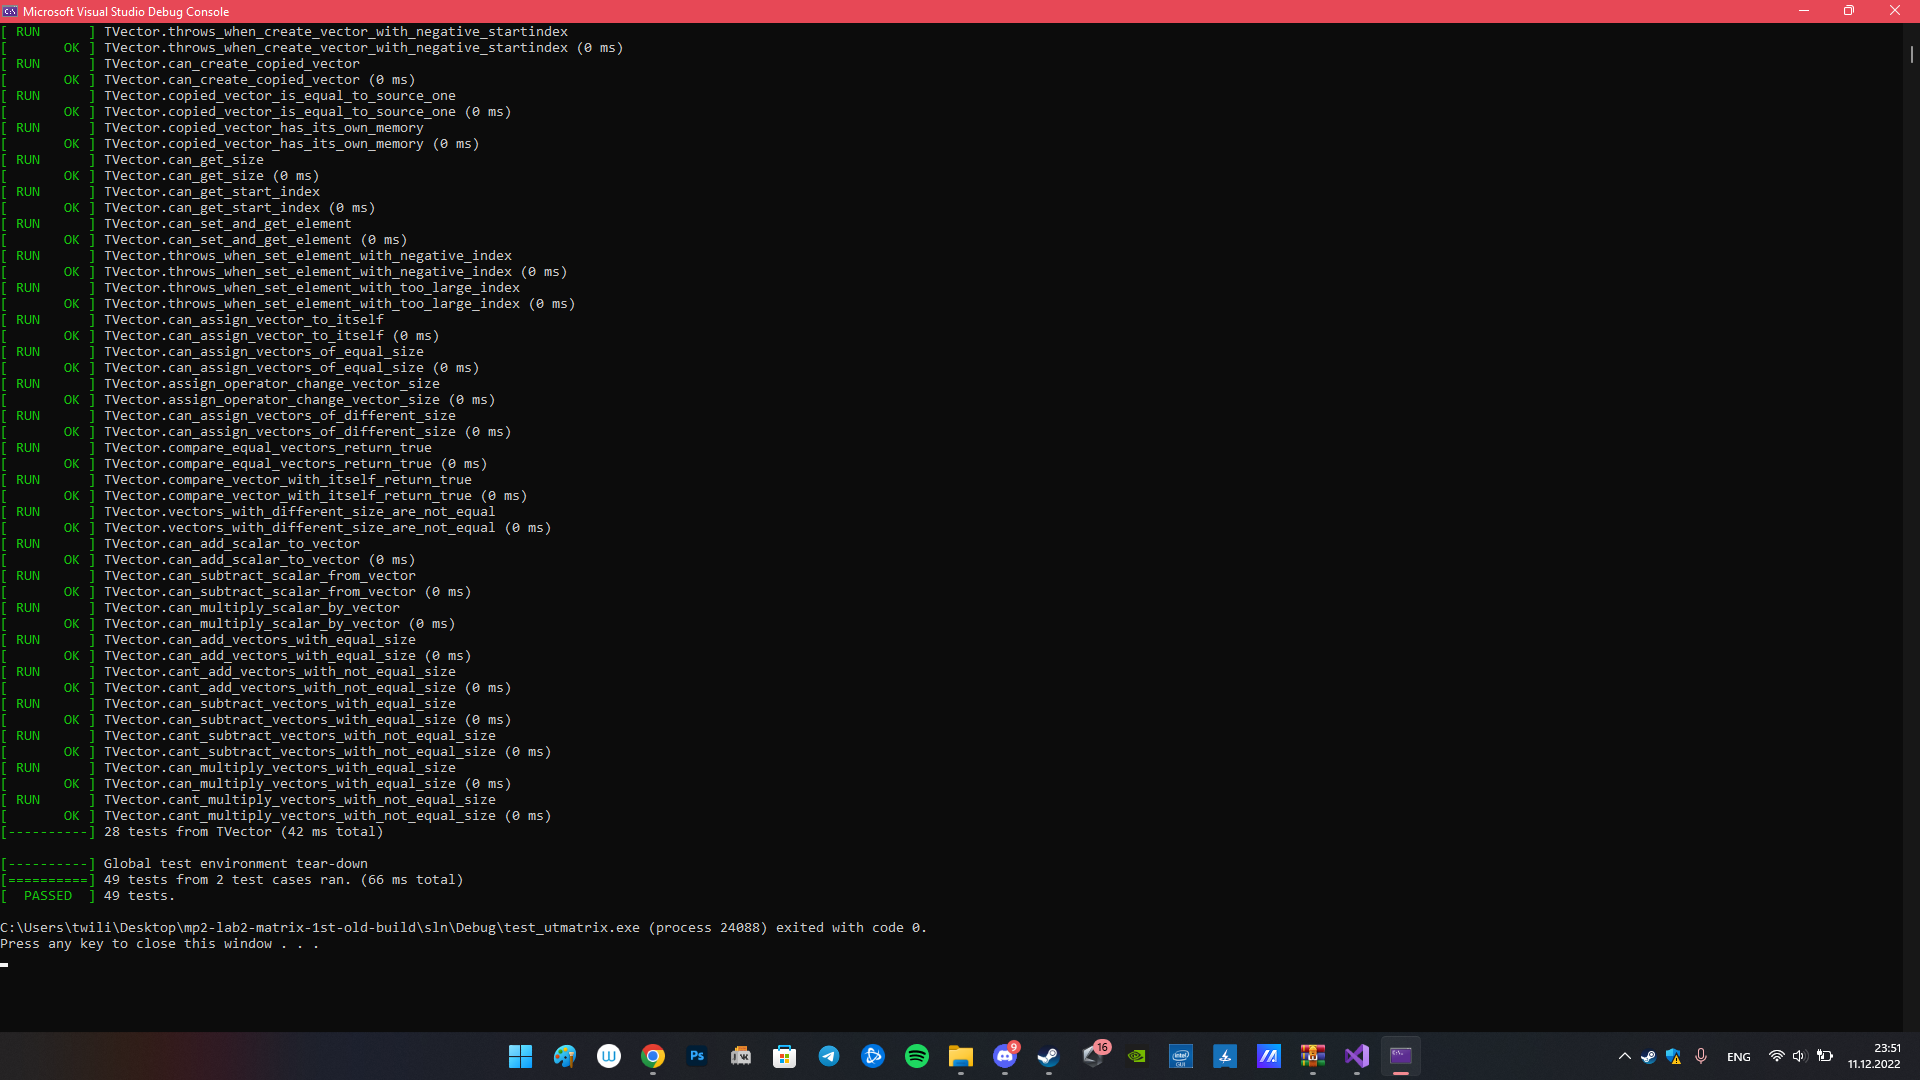 Microsoft Visual Studio Debug Console
[ RUN      ] TVector.throws_when_create_vector_with_negative_startindex
[       OK ] TVector.throws_when_create_vector_with_negative_startindex (0 ms)
[ RUN      ] TVector.can_create_copied_vector
[       OK ] TVector.can_create_copied_vector (0 ms)
[ RUN      ] TVector.copied_vector_is_equal_to_source_one
[       OK ] TVector.copied_vector_is_equal_to_source_one (0 ms)
[ RUN      ] TVector.copied_vector_has_its_own_memory
[       OK ] TVector.copied_vector_has_its_own_memory (0 ms)
[ RUN      ] TVector.can_get_size
[       OK ] TVector.can_get_size (0 ms)
[ RUN      ] TVector.can_get_start_index
[       OK ] TVector.can_get_start_index (0 ms)
[ RUN      ] TVector.can_set_and_get_element
[       OK ] TVector.can_set_and_get_element (0 ms)
[ RUN      ] TVector.throws_when_set_element_with_negative_index
[       OK ] TVector.throws_when_set_element_with_negative_index (0 ms)
[ RUN      ] TVector.throws_when_set_element_with_too_large_index
[       OK ] TVector.throws_when_set_element_with_too_large_index (0 ms)
[ RUN      ] TVector.can_assign_vector_to_itself
[       OK ] TVector.can_assign_vector_to_itself (0 ms)
[ RUN      ] TVector.can_assign_vectors_of_equal_size
[       OK ] TVector.can_assign_vectors_of_equal_size (0 ms)
[ RUN      ] TVector.assign_operator_change_vector_size
[       OK ] TVector.assign_operator_change_vector_size (0 ms)
[ RUN      ] TVector.can_assign_vectors_of_different_size
[       OK ] TVector.can_assign_vectors_of_different_size (0 ms)
[ RUN      ] TVector.compare_equal_vectors_return_true
[       OK ] TVector.compare_equal_vectors_return_true (0 ms)
[ RUN      ] TVector.compare_vector_with_itself_return_true
[       OK ] TVector.compare_vector_with_itself_return_true (0 ms)
[ RUN      ] TVector.vectors_with_different_size_are_not_equal
[       OK ] TVector.vectors_with_different_size_are_not_equal (0 ms)
[ RUN      ] TVector.can_add_scalar_to_vector
[       OK ] TVector.can_add_scalar_to_vector (0 ms)
[ RUN      ] TVector.can_subtract_scalar_from_vector
[       OK ] TVector.can_subtract_scalar_from_vector (0 ms)
[ RUN      ] TVector.can_multiply_scalar_by_vector
[       OK ] TVector.can_multiply_scalar_by_vector (0 ms)
[ RUN      ] TVector.can_add_vectors_with_equal_size
[       OK ] TVector.can_add_vectors_with_equal_size (0 ms)
[ RUN      ] TVector.cant_add_vectors_with_not_equal_size
[       OK ] TVector.cant_add_vectors_with_not_equal_size (0 ms)
[ RUN      ] TVector.can_subtract_vectors_with_equal_size
[       OK ] TVector.can_subtract_vectors_with_equal_size (0 ms)
[ RUN      ] TVector.cant_subtract_vectors_with_not_equal_size
[       OK ] TVector.cant_subtract_vectors_with_not_equal_size (0 ms)
[ RUN      ] TVector.can_multiply_vectors_with_equal_size
[       OK ] TVector.can_multiply_vectors_with_equal_size (0 ms)
[ RUN      ] TVector.cant_multiply_vectors_with_not_equal_size
[       OK ] TVector.cant_multiply_vectors_with_not_equal_size (0 ms)
[----------] 28 tests from TVector (42 ms total)
[----------] Global test environment tear-down
[==========] 49 tests from 2 test cases ran. (66 ms total)
[  PASSED  ] 49 tests.
C:\Users\twili\Desktop\mp2-lab2-matrix-1st-old-build\sln\Debug\test_utmatrix.exe (process 24088) exited with code 0.
Press any key to close this window . . .
W
Ps
9
16
intel
ENG
23:51
11.12.2022